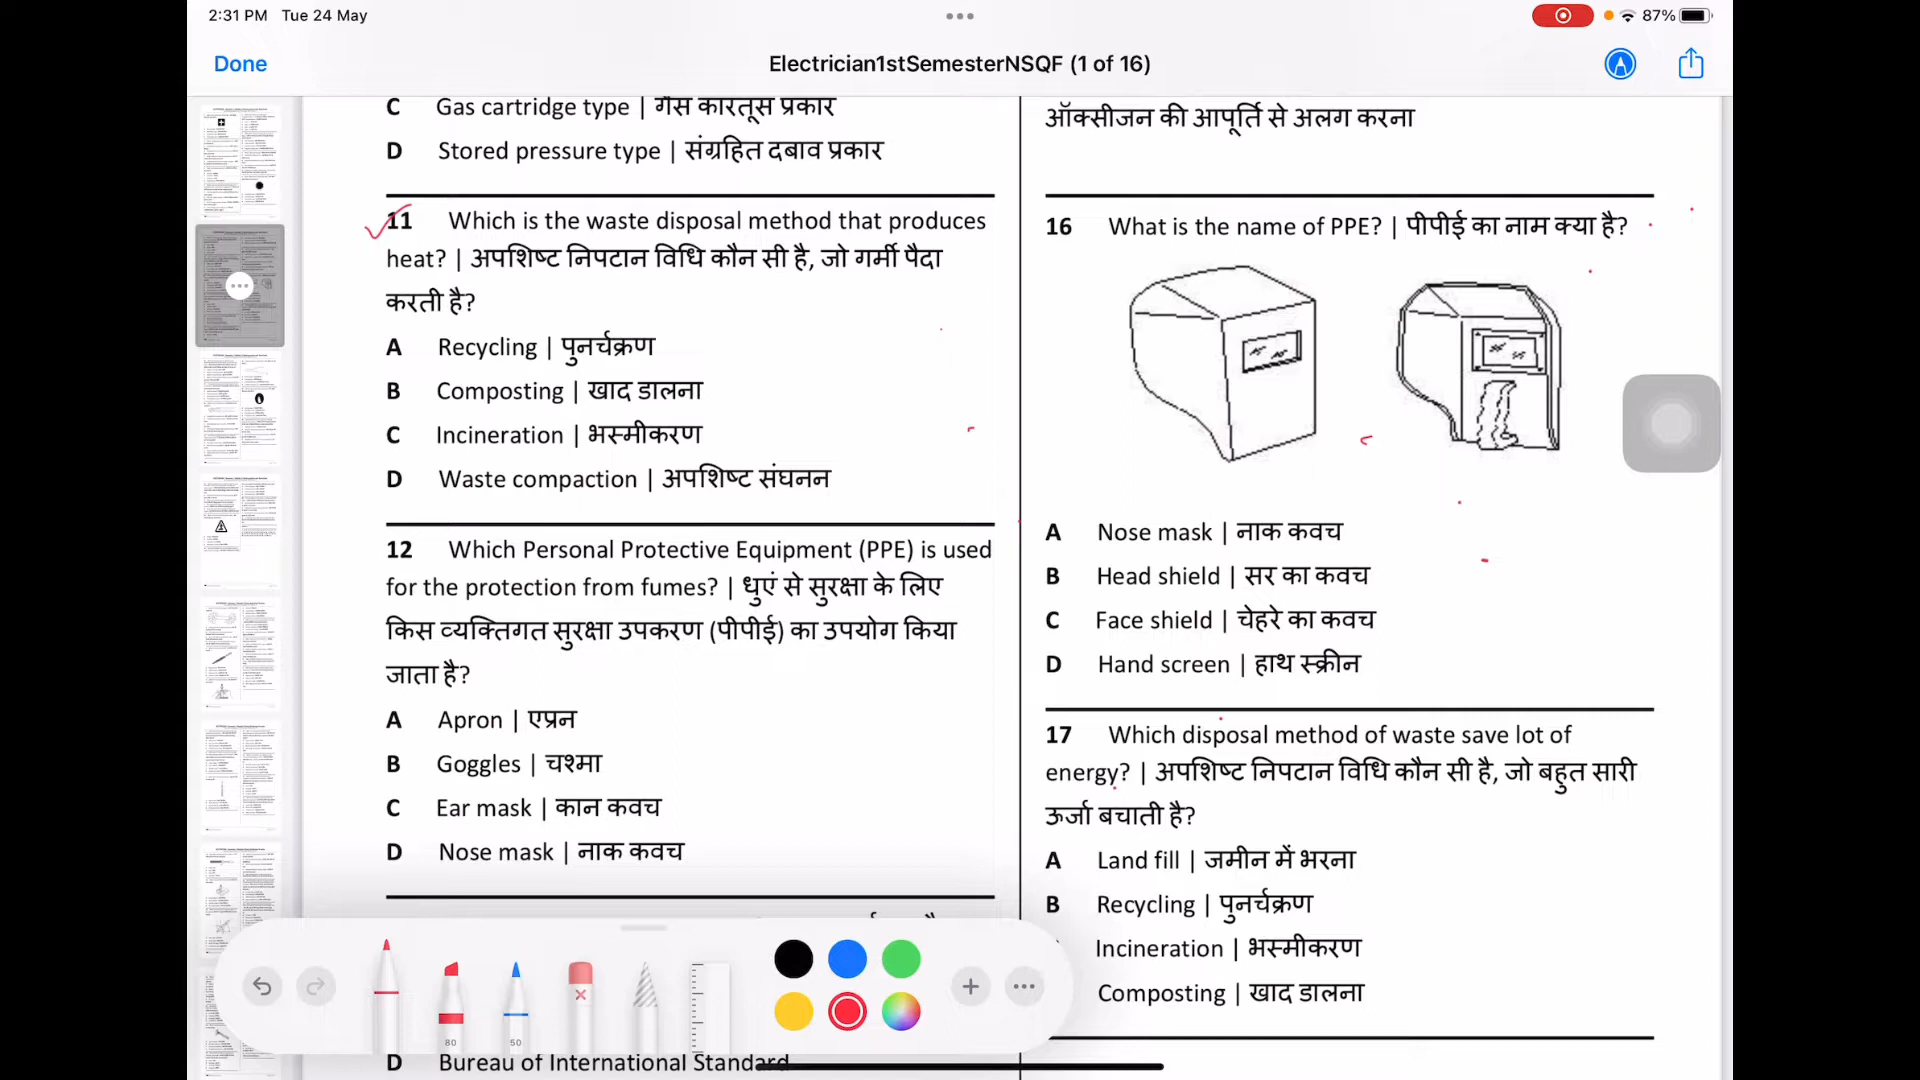 2:31 PM Tue 24 May
87%
Done
Electrician1stSemesterNSQF (1 of 16)
C Gas cartridge type | गैस कारतूस प्रकार
D Stored pressure type | संग्रहित दबाव प्रकार
11 Which is the waste disposal method that produces
heat? | अपशिष्ट निपटान विधि कौन सी है, जो गर्मी पैदा
करती है?
A Recycling | पुनर्चक्रण
B Composting | खाद डालना
C Incineration | भस्मीकरण
D Waste compaction | अपशिष्ट संघनन
12 Which Personal Protective Equipment (PPE) is used
for the protection from fumes? | धुएं से सुरक्षा के लिए
किस व्यक्तिगत सुरक्षा उपकरण (पीपीई) का उपयोग किया
जाता है?
A Apron | एप्रन
B Goggles | चश्मा
C Ear mask | कान कवच
D Nose mask | नाक कवच
D Bureau of International Standard
ऑक्सीजन की आपूर्ति से अलग करना
16 What is the name of PPE? | पीपीई का नाम क्या है?
A Nose mask | नाक कवच
B Head shield | सर का कवच
C Face shield | चेहरे का कवच
D Hand screen | हाथ स्क्रीन
17 Which disposal method of waste save lot of
energy? | अपशिष्ट निपटान विधि कौन सी है, जो बहुत सारी
ऊर्जा बचाती है?
A Land fill | जमीन में भरना
B Recycling | पुनर्चक्रण
Incineration | भस्मीकरण
Composting | खाद डालना
80
50